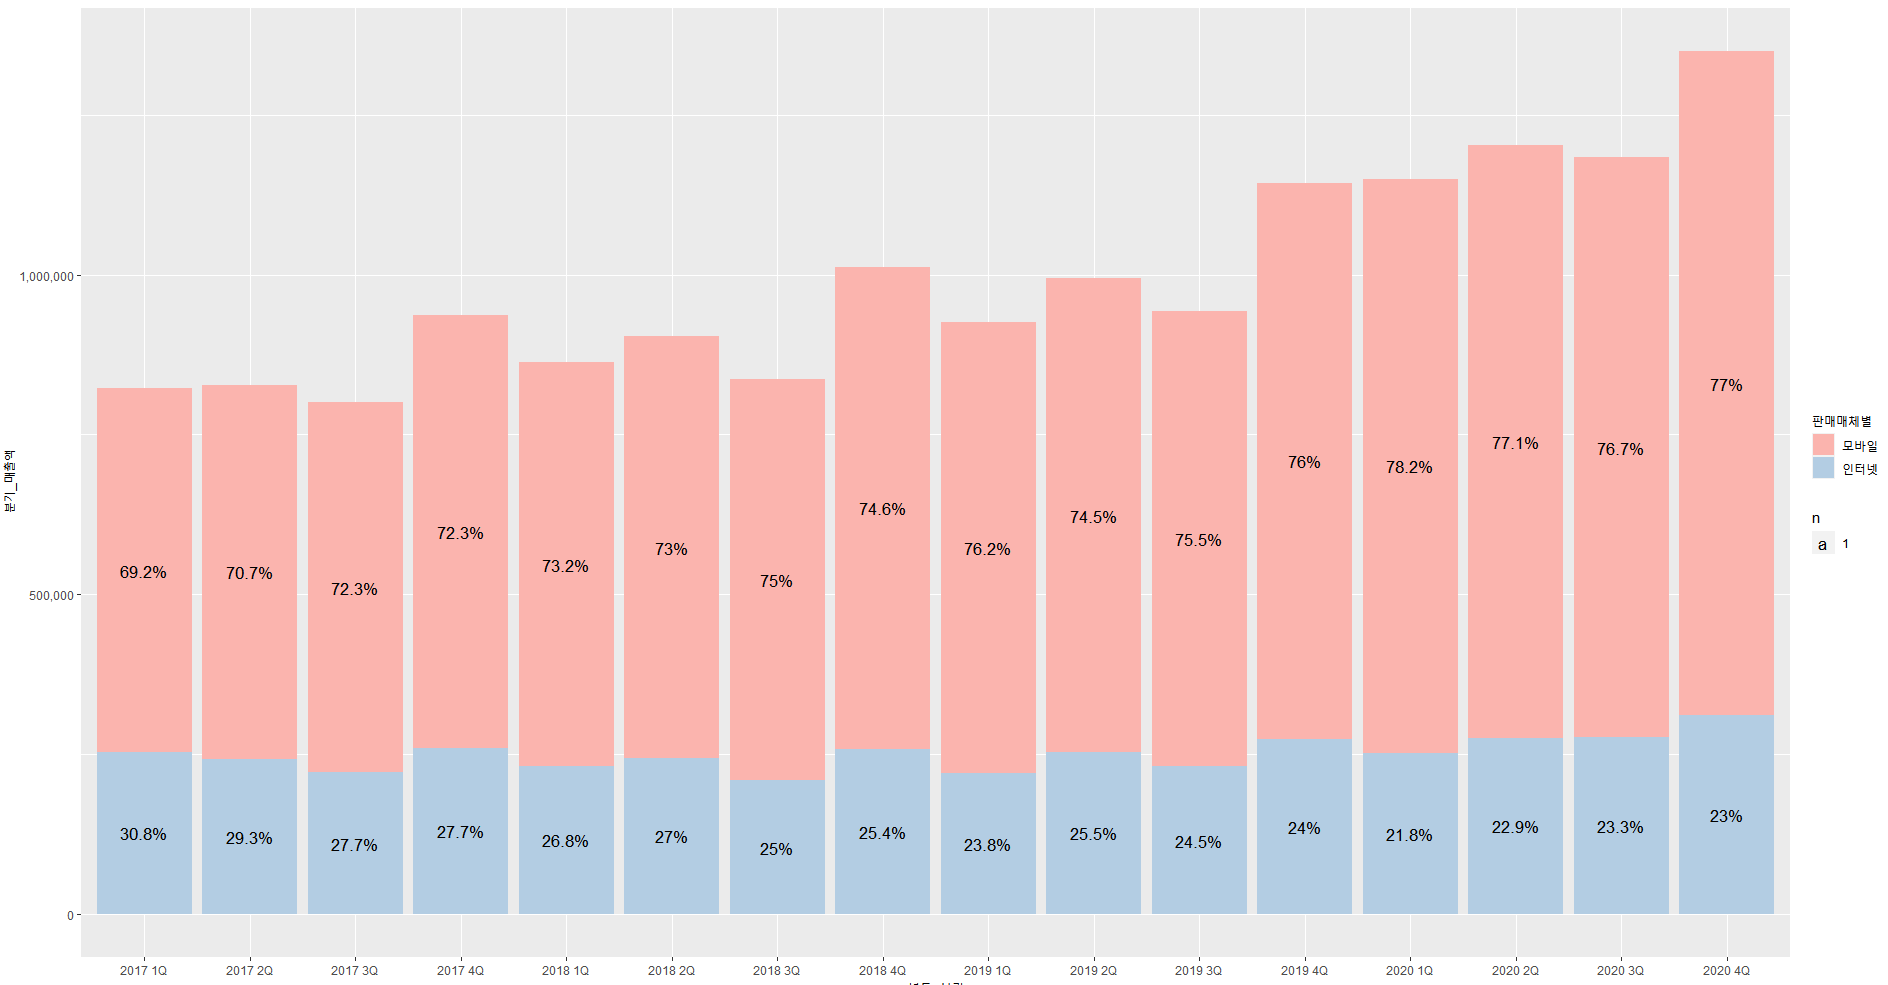 분기_매출액
1,000,000
500,000
0
69.2% 70.7% 72.3% 72.3% 73.2% 73% 75% 74.6% 76.2% 74.5% 75.5% 76% 78.2% 77.1% 76.7% 77%
30.8% 29.3% 27.7% 27.7% 26.8% 27% 25% 25.4% 23.8% 25.5% 24.5% 24% 21.8% 22.9% 23.3% 23%
2017 1Q 2017 2Q 2017 3Q 2017 4Q 2018 1Q 2018 2Q 2018 3Q 2018 4Q 2019 1Q 2019 2Q 2019 3Q 2019 4Q 2020 1Q 2020 2Q 2020 3Q 2020 4Q
판매매체별
모바일
인터넷
n
a 1